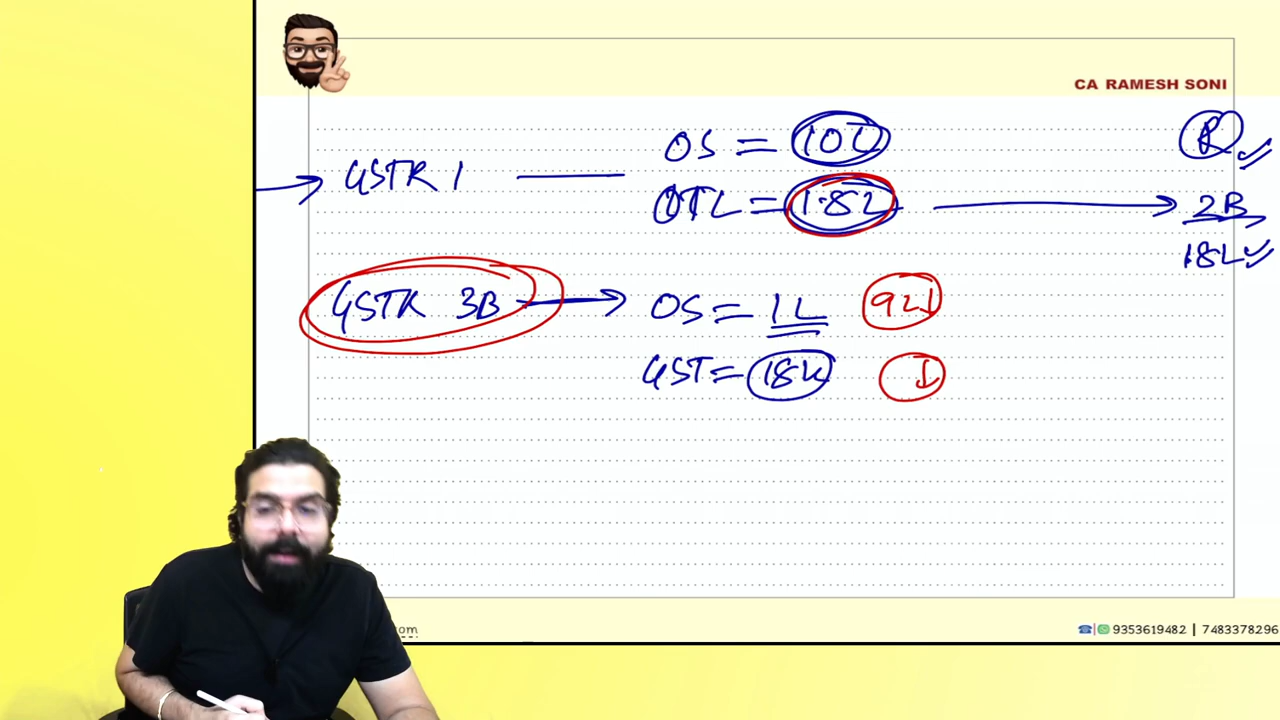 CA RAMESH SONI
R
GSTR 1 OS = 10L
OTL = 1.8L 2B
18L
GSTR 3B OS = 1L 9L↓
GST = 18K ↓
om
9353619482 | 7483378296